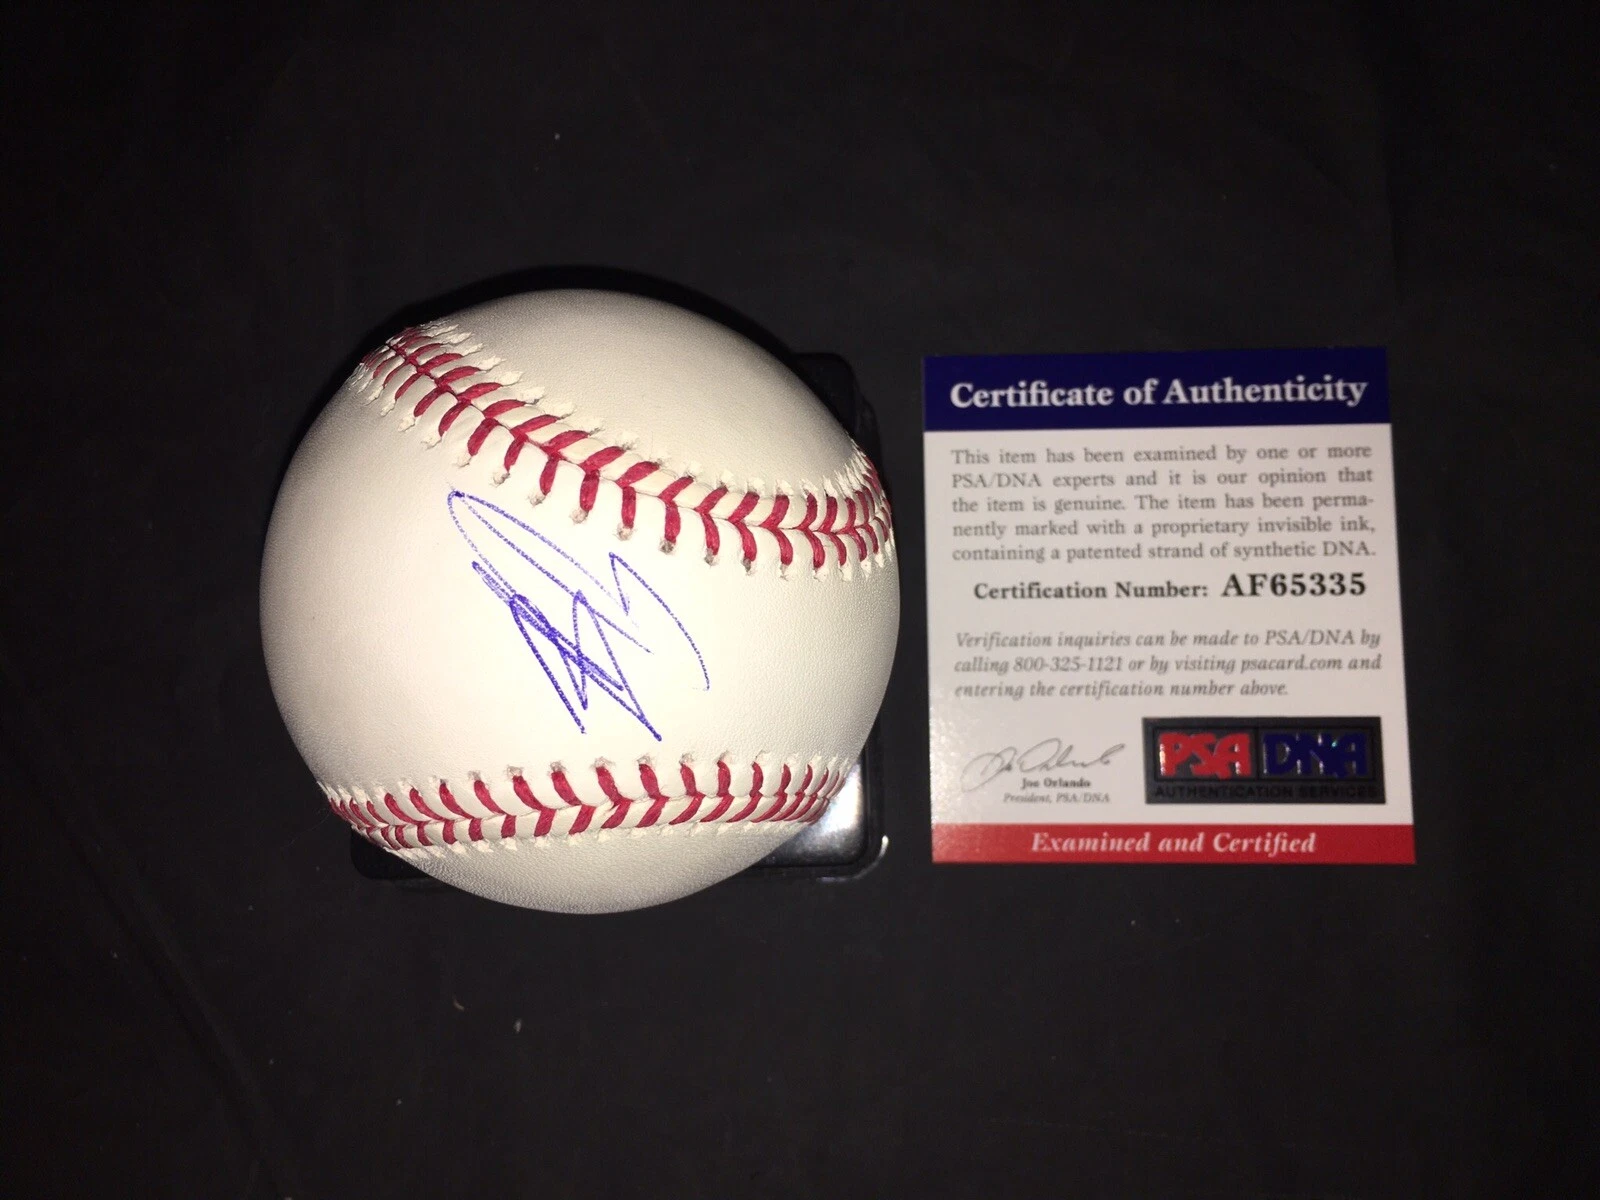 Certificate of Authenticity
This item has been examined by one or more
PSA/DNA experts and it is our opinion that
the item is genuine. The item has been perma-
nently marked with a proprietary invisible ink,
containing a patented strand of synthetic DNA.
Certification Number: AF65335
Verification inquiries can be made to PSA/DNA by
calling 800-325-1121 or by visiting psacard.com and
entering the certification number above.
Joe Orlando
President, PSA/DNA
PSA DNA
AUTHENTICATION SERVICES
Examined and Certified